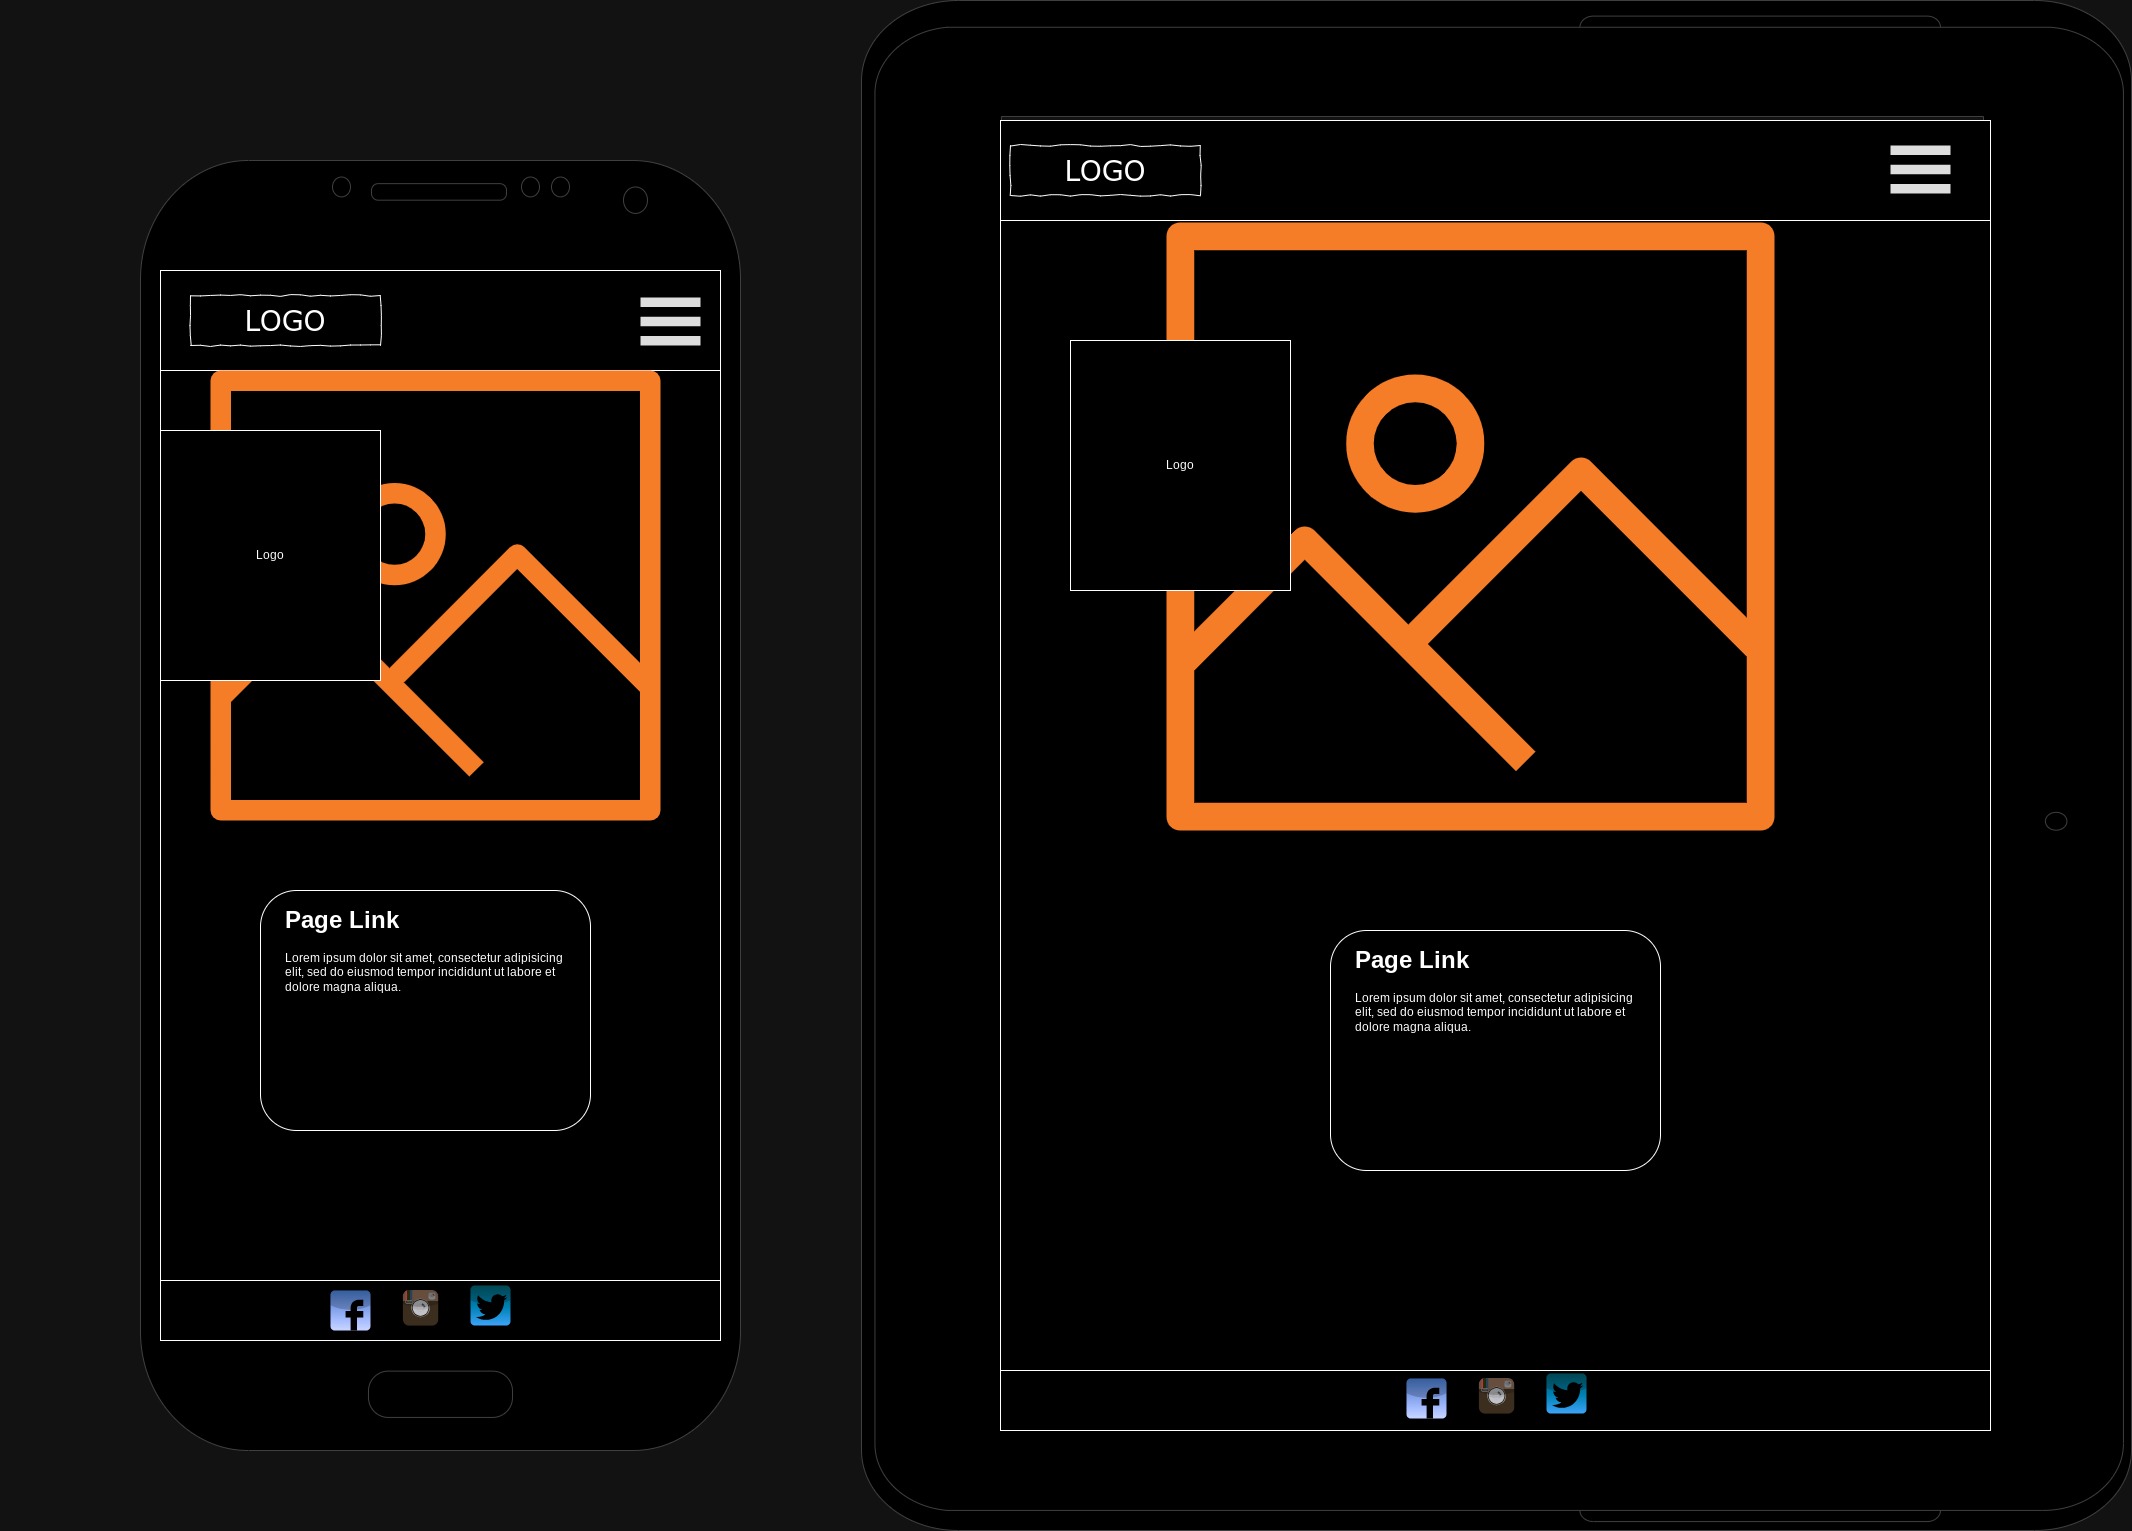 LOGO
Logo
Page Link
Lorem ipsum dolor sit amet, consectetur adipisicing
elit, sed do eiusmod tempor incididunt ut labore et
dolore magna aliqua.
f
LOGO
Logo
Page Link
Lorem ipsum dolor sit amet, consectetur adipisicing
elit, sed do eiusmod tempor incididunt ut labore et
dolore magna aliqua.
f